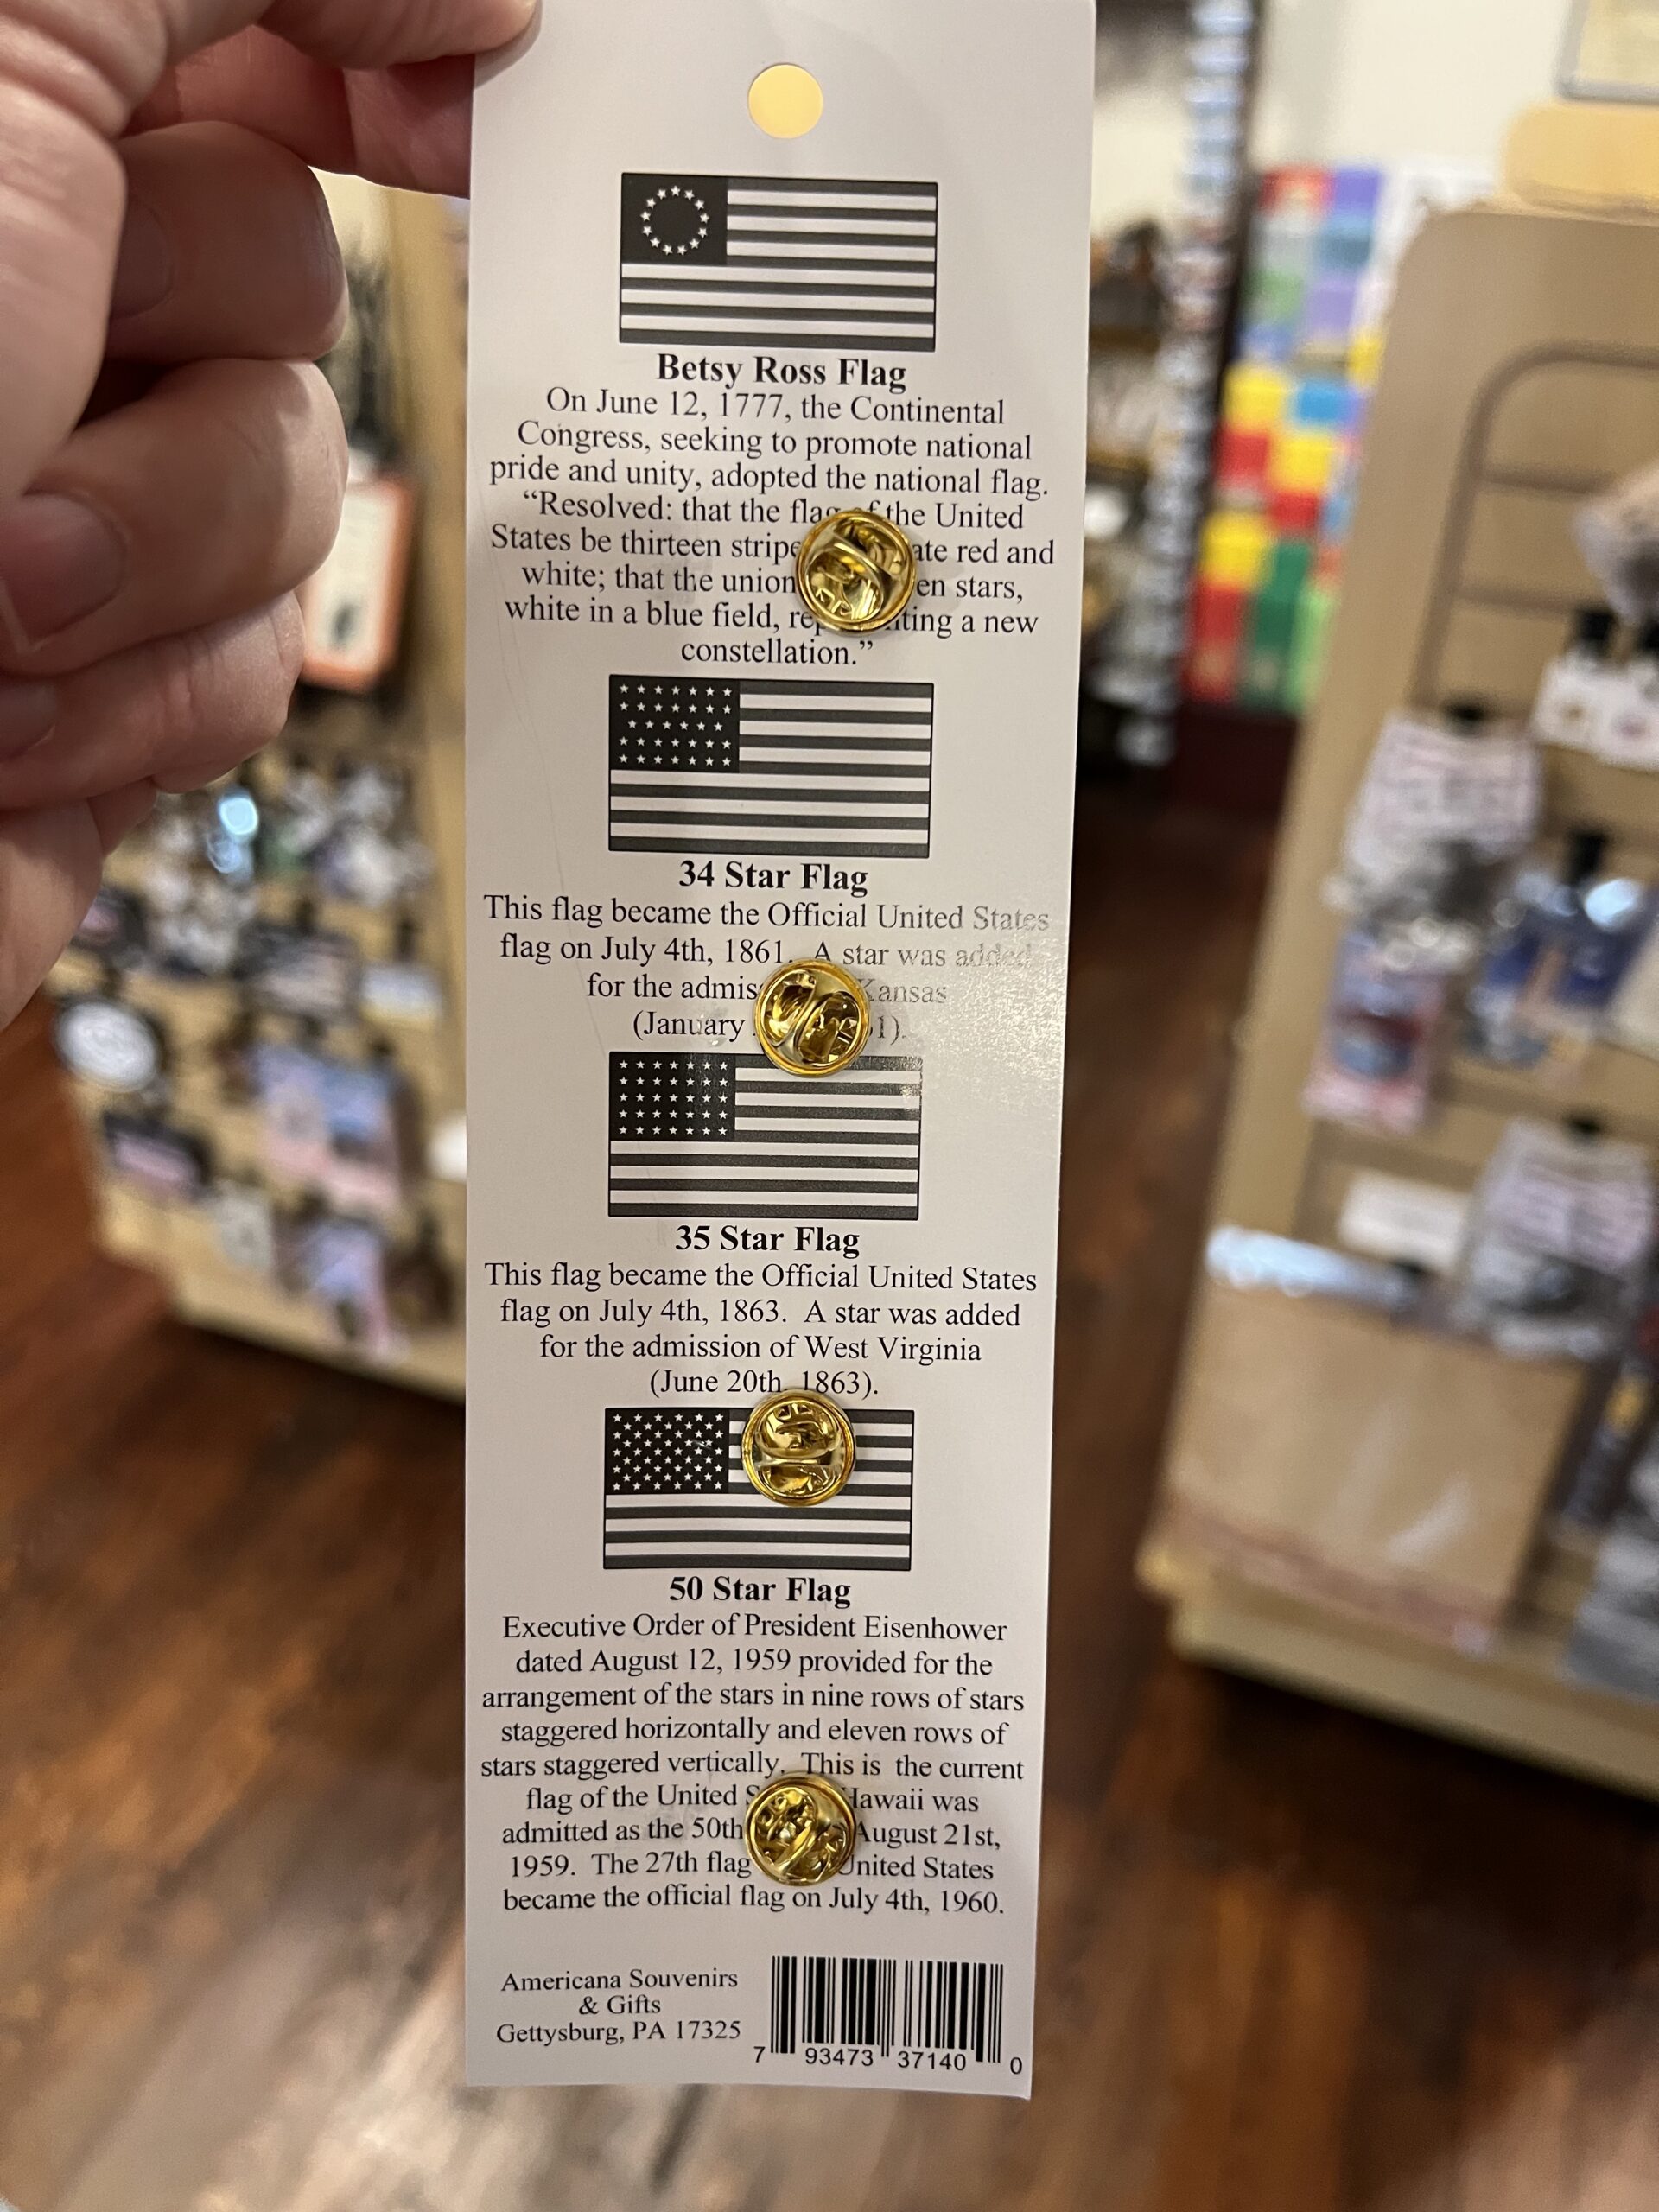 Betsy Ross Flag
On June 12, 1777, the Continental
Congress, seeking to promote national
pride and unity, adopted the national flag.
“Resolved: that the flag of the United
States be thirteen red and
white; that the union stars,
white in a blue field, a new
constellation.”
34 Star Flag
This flag became the Official United States
flag on July 4th, 1861. A star was added
for the Kansas
(January
35 Star Flag
This flag became the Official United States
flag on July 4th, 1863. A star was added
for the admission of West Virginia
(June 20th, 1863).
50 Star Flag
Executive Order of President Eisenhower
dated August 12, 1959 provided for the
arrangement of the stars in nine rows of stars
staggered horizontally and eleven rows of
stars staggered vertically. This is the current
flag of the United Hawaii was
admitted as the 50th August 21st,
1959. The 27th flag United States
became the official flag on July 4th, 1960.
Americana Souvenirs
& Gifts
Gettysburg, PA 17325
7 93473 37140 0